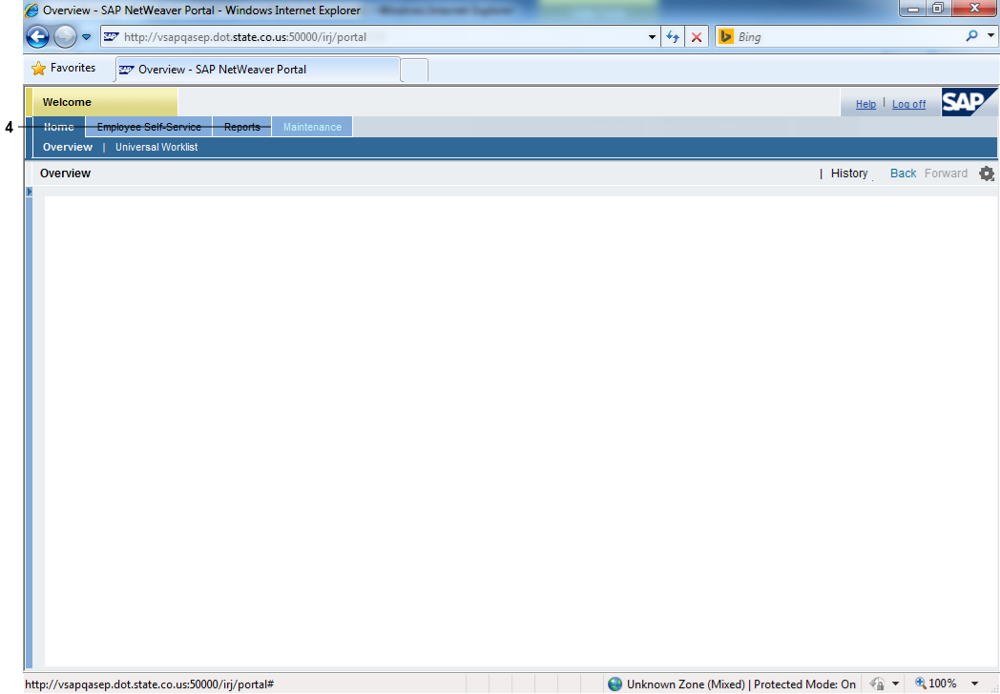 Overview - SAP NetWeaver Portal - Windows Internet Explorer
http://vsapqasep.dot.state.co.us:50000/irj/portal
Bing
Favorites
SAP Overview - SAP NetWeaver Portal
Welcome
Help | Log off SAP
4
Home Employee Self-Service Reports Maintenance
Overview | Universal Worklist
Overview
| History Back Forward
http://vsapqasep.dot.state.co.us:50000/irj/portal#
Unknown Zone (Mixed) | Protected Mode: On
100%